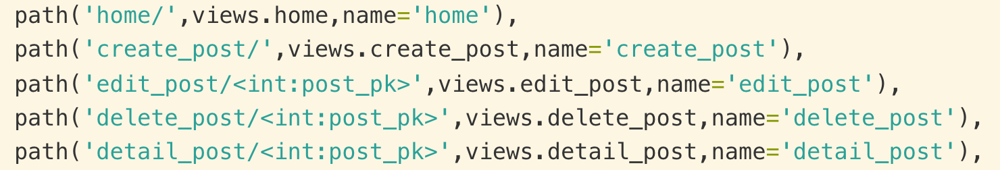 path('home/',views.home,name='home'),
path('create_post/',views.create_post,name='create_post'),
path('edit_post/<int:post_pk>',views.edit_post,name='edit_post'),
path('delete_post/<int:post_pk>',views.delete_post,name='delete_post'),
path('detail_post/<int:post_pk>',views.detail_post,name='detail_post'),